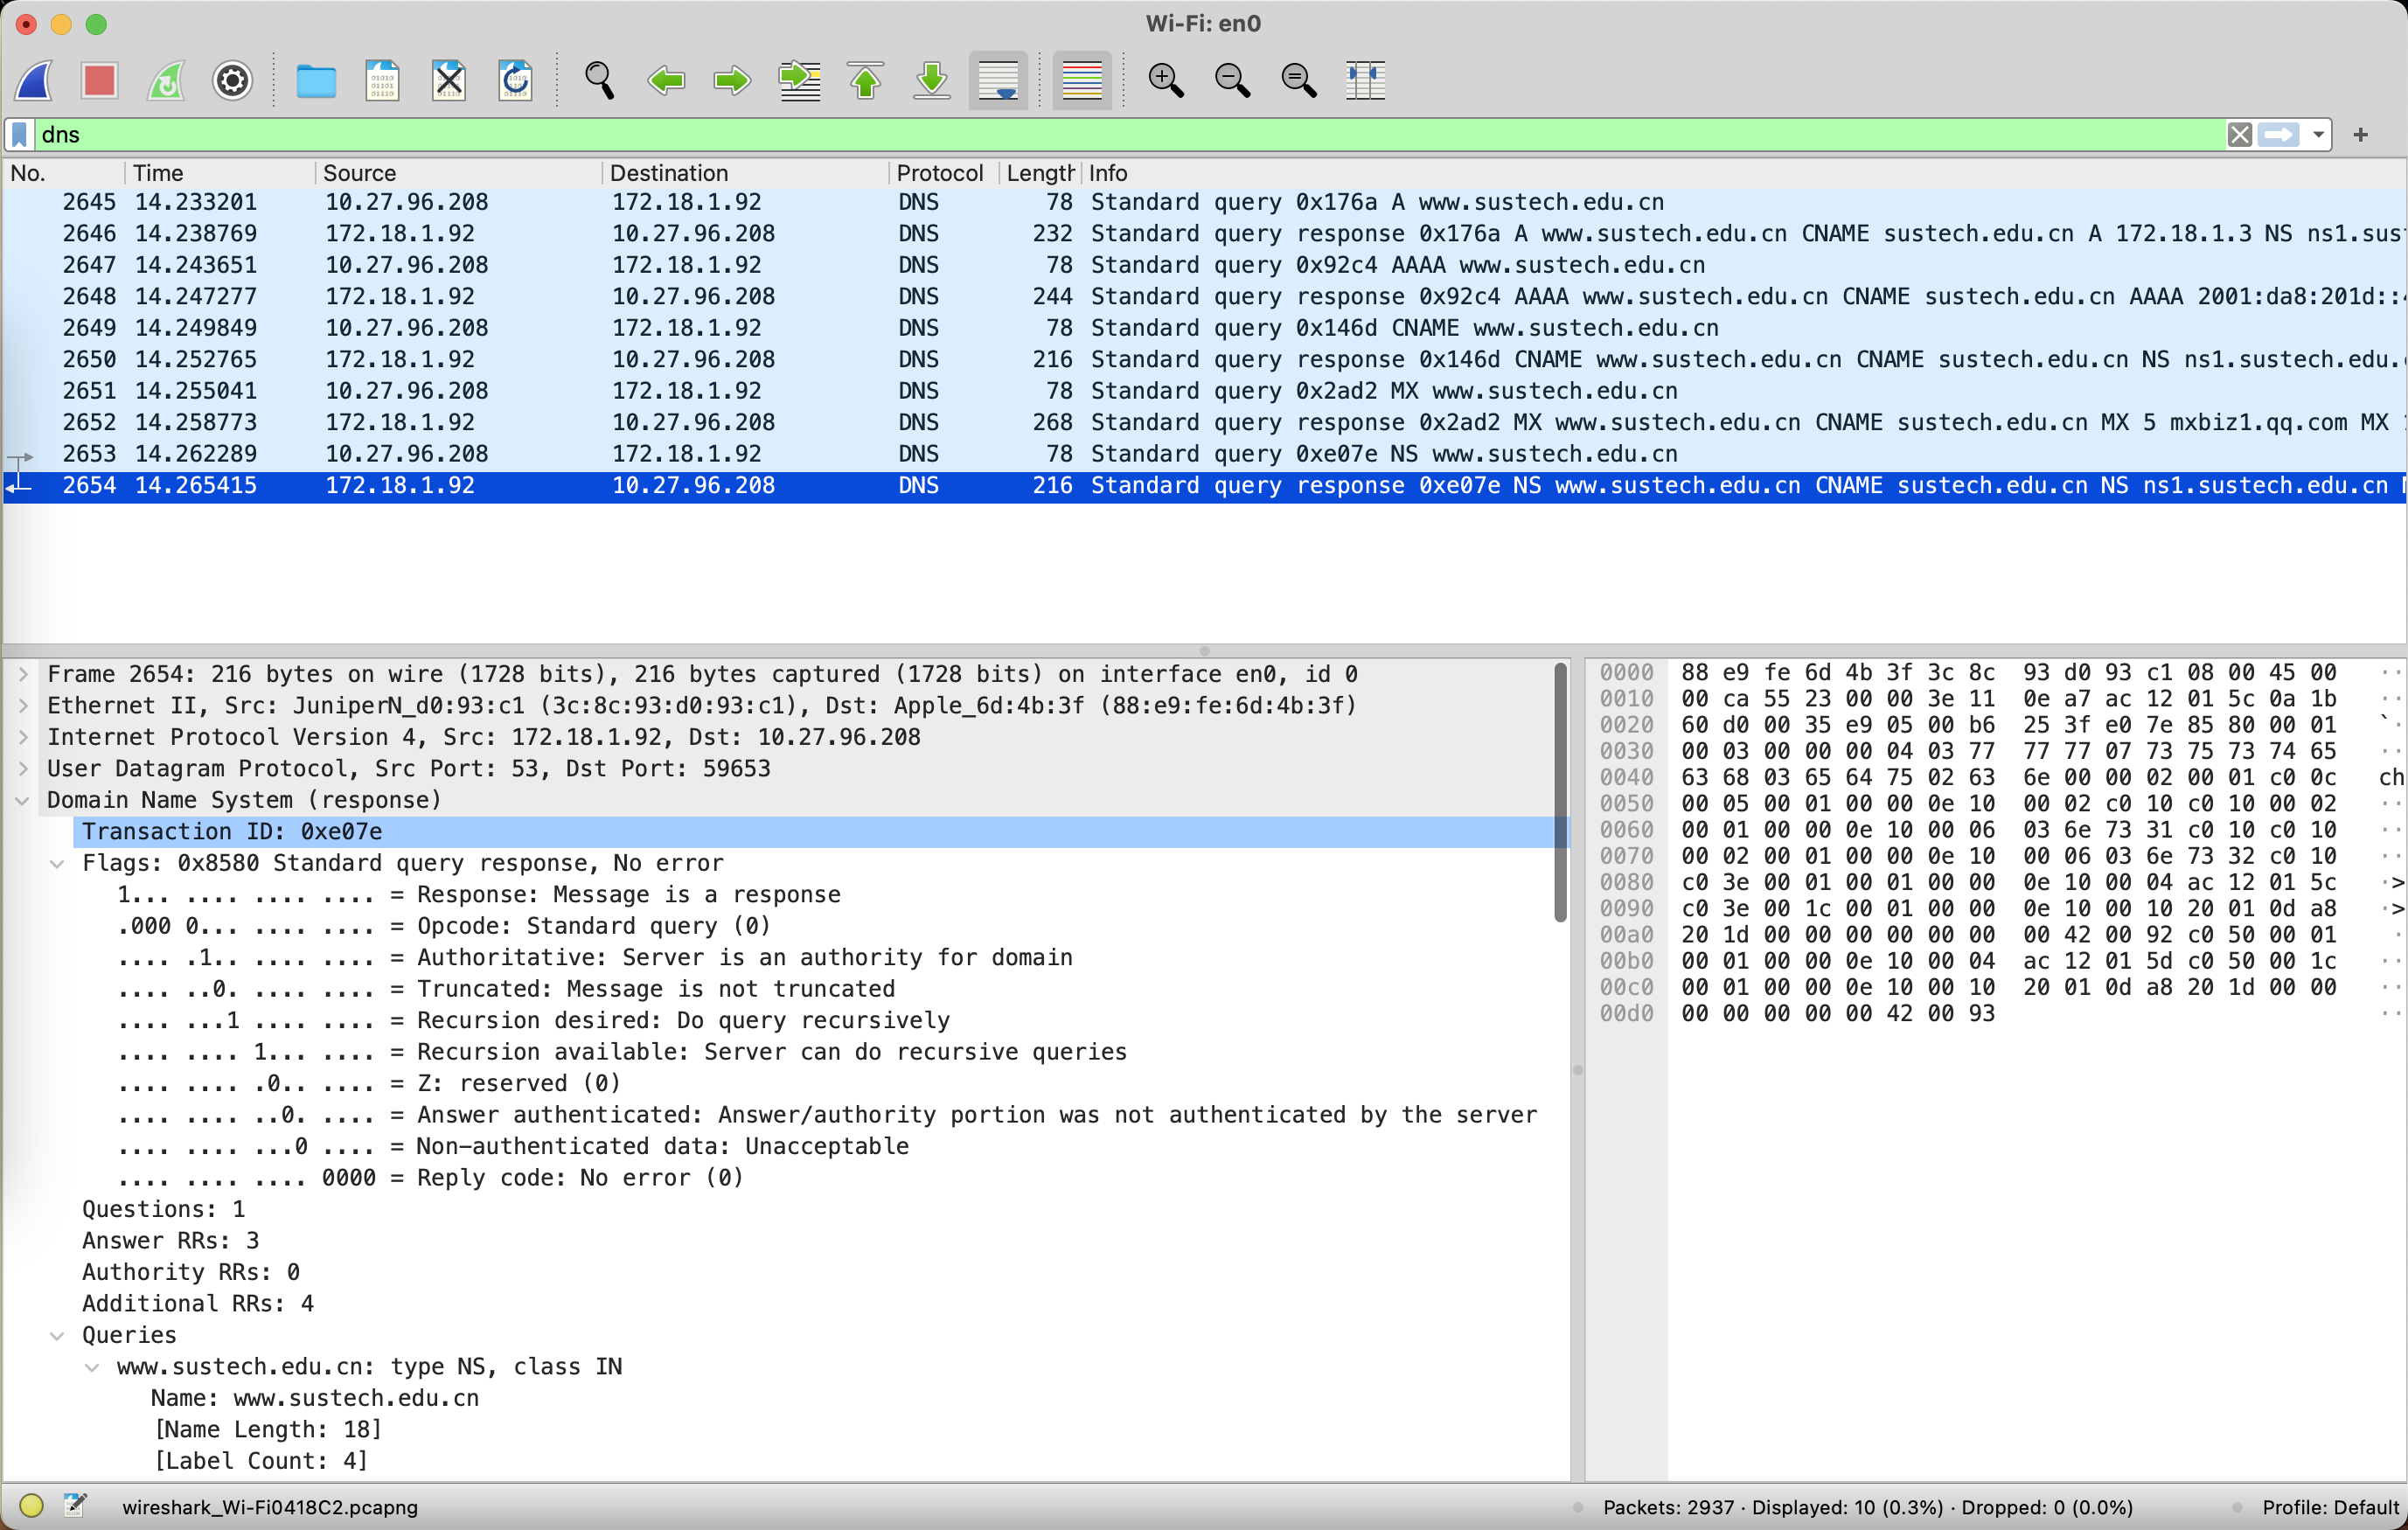 Wi-Fi: en0
dns
No. Time Source Destination Protocol Length Info
2645 14.233201 10.27.96.208 172.18.1.92 DNS 78 Standard query 0x176a A www.sustech.edu.cn
2646 14.238769 172.18.1.92 10.27.96.208 DNS 232 Standard query response 0x176a A www.sustech.edu.cn CNAME sustech.edu.cn A 172.18.1.3 NS ns1.sust
2647 14.243651 10.27.96.208 172.18.1.92 DNS 78 Standard query 0x92c4 AAAA www.sustech.edu.cn
2648 14.247277 172.18.1.92 10.27.96.208 DNS 244 Standard query response 0x92c4 AAAA www.sustech.edu.cn CNAME sustech.edu.cn AAAA 2001:da8:201d::4
2649 14.249849 10.27.96.208 172.18.1.92 DNS 78 Standard query 0x146d CNAME www.sustech.edu.cn
2650 14.252765 172.18.1.92 10.27.96.208 DNS 216 Standard query response 0x146d CNAME www.sustech.edu.cn CNAME sustech.edu.cn NS ns1.sustech.edu.
2651 14.255041 10.27.96.208 172.18.1.92 DNS 78 Standard query 0x2ad2 MX www.sustech.edu.cn
2652 14.258773 172.18.1.92 10.27.96.208 DNS 268 Standard query response 0x2ad2 MX www.sustech.edu.cn CNAME sustech.edu.cn MX 5 mxbiz1.qq.com MX
2653 14.262289 10.27.96.208 172.18.1.92 DNS 78 Standard query 0xe07e NS www.sustech.edu.cn
2654 14.265415 172.18.1.92 10.27.96.208 DNS 216 Standard query response 0xe07e NS www.sustech.edu.cn CNAME sustech.edu.cn NS ns1.sustech.edu.cn
Frame 2654: 216 bytes on wire (1728 bits), 216 bytes captured (1728 bits) on interface en0, id 0
Ethernet II, Src: JuniperN_d0:93:c1 (3c:8c:93:d0:93:c1), Dst: Apple_6d:4b:3f (88:e9:fe:6d:4b:3f)
Internet Protocol Version 4, Src: 172.18.1.92, Dst: 10.27.96.208
User Datagram Protocol, Src Port: 53, Dst Port: 59653
Domain Name System (response)
Transaction ID: 0xe07e
Flags: 0x8580 Standard query response, No error
1... .... .... .... = Response: Message is a response
.000 0... .... .... = Opcode: Standard query (0)
.... .1.. .... .... = Authoritative: Server is an authority for domain
.... ..0. .... .... = Truncated: Message is not truncated
.... ...1 .... .... = Recursion desired: Do query recursively
.... .... 1... .... = Recursion available: Server can do recursive queries
.... .... .0.. .... = Z: reserved (0)
.... .... ..0. .... = Answer authenticated: Answer/authority portion was not authenticated by the server
.... .... ...0 .... = Non-authenticated data: Unacceptable
.... .... .... 0000 = Reply code: No error (0)
Questions: 1
Answer RRs: 3
Authority RRs: 0
Additional RRs: 4
Queries
www.sustech.edu.cn: type NS, class IN
Name: www.sustech.edu.cn
[Name Length: 18]
[Label Count: 4]
0000 88 e9 fe 6d 4b 3f 3c 8c 93 d0 93 c1 08 00 45 00 ··
0010 00 ca 55 23 00 00 3e 11 0e a7 ac 12 01 5c 0a 1b ··
0020 60 d0 00 35 e9 05 00 b6 25 3f e0 7e 85 80 00 01 `·
0030 00 03 00 00 00 04 03 77 77 77 07 73 75 73 74 65 ··
0040 63 68 03 65 64 75 02 63 6e 00 00 02 00 01 c0 0c ch
0050 00 05 00 01 00 00 0e 10 00 02 c0 10 c0 10 00 02 ··
0060 00 01 00 00 0e 10 00 06 03 6e 73 31 c0 10 c0 10 ··
0070 00 02 00 01 00 00 0e 10 00 06 03 6e 73 32 c0 10 ··
0080 c0 3e 00 01 00 01 00 00 0e 10 00 04 ac 12 01 5c ·>
0090 c0 3e 00 1c 00 01 00 00 0e 10 00 10 20 01 0d a8 ·>
00a0 20 1d 00 00 00 00 00 00 00 42 00 92 c0 50 00 01 ·
00b0 00 01 00 00 0e 10 00 04 ac 12 01 5d c0 50 00 1c ··
00c0 00 01 00 00 0e 10 00 10 20 01 0d a8 20 1d 00 00 ··
00d0 00 00 00 00 00 42 00 93 ··
wireshark_Wi-Fi0418C2.pcapng
Packets: 2937 · Displayed: 10 (0.3%) · Dropped: 0 (0.0%)
Profile: Default